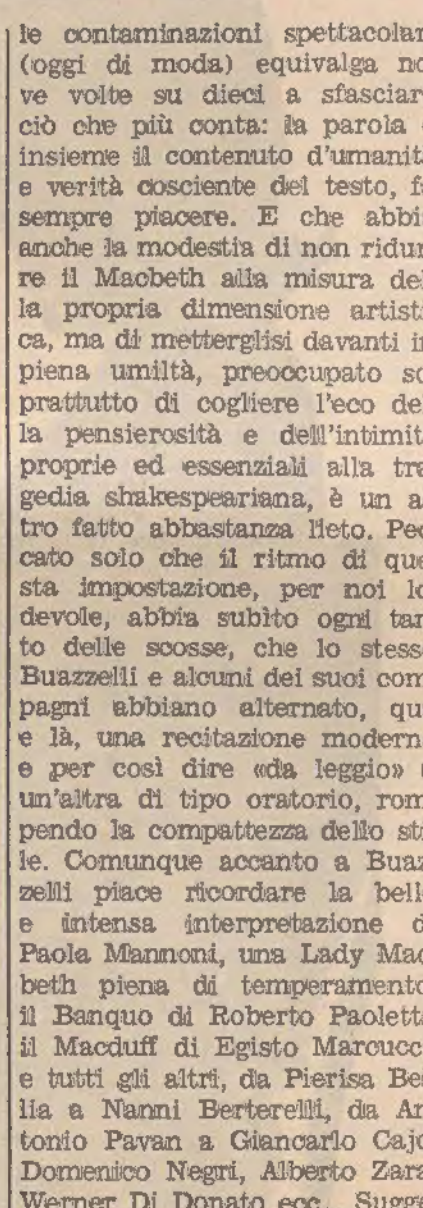 le contaminazioni spettacolar
(oggi di moda) equivalga no
ve volte su dieci a sfasciar
ciò che più conta: la parola
insieme il contenuto d'umanit
e verità cosciente del testo, f
sempre piacere. E che abbi
anche la modestia di non ridur
re il Macbeth alla misura del
la propria dimensione artist
ca, ma di metterglisi davanti i
piena umiltà, preoccupato so
prattutto di cogliere l'eco del
la pensierosità e dell'intimit
proprie ed essenziali alla tra
gedia shakespeariana, è un a
tro fatto abbastanza lieto. Pec
cato solo che il ritmo di que
sta impostazione, per noi lo
devole, abbia subìto ogni tan
to delle scosse, che lo stess
Buazzelli e alcuni dei suoi com
pagni abbiano alternato, qu
e là, una recitazione modern
e per così dire «da leggio»
un'altra di tipo oratorio, rom
pendo la compattezza dello sti
le. Comunque accanto a Buaz
zelli piace ricordare la bell
e intensa interpretazione d
Paola Mannoni, una Lady Mac
beth piena di temperamento
il Banquo di Roberto Paolett
il Macduff di Egisto Marcucc
e tutti gli altri, da Pierisa Be
lia a Nanni Berterelli, da An
tonio Pavan a Giancarlo Cajo
Domenico Negri, Alberto Zara
Werner Di Donato ecc.. Sugge